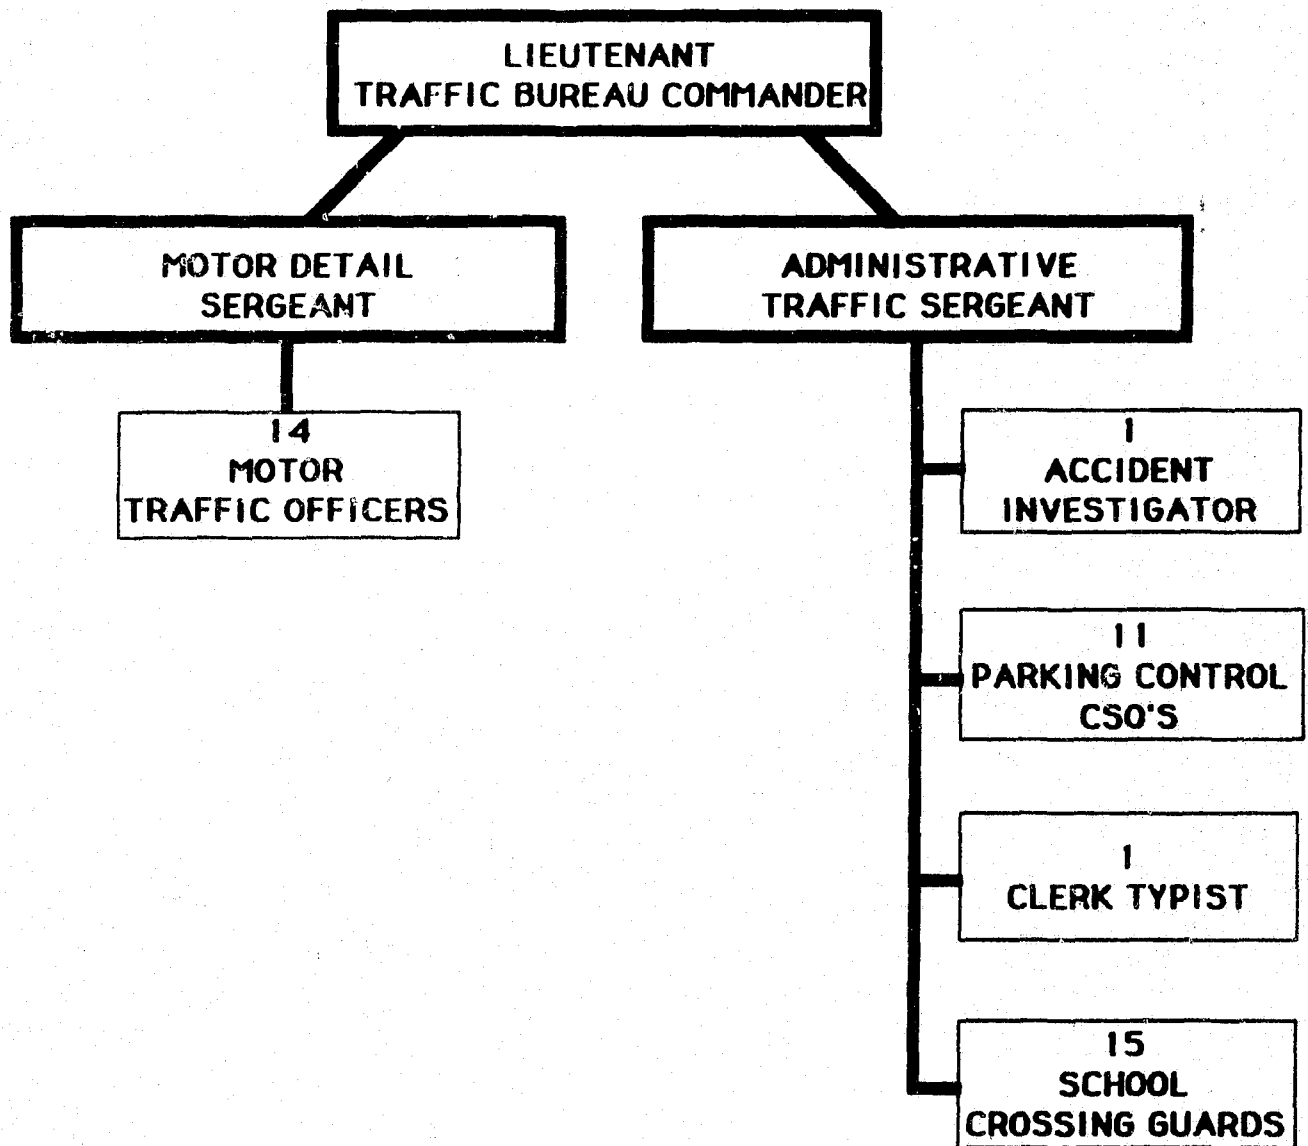 LIEUTENANT
TRAFFIC BUREAU COMMANDER
MOTOR DETAIL
SERGEANT
ADMINISTRATIVE
TRAFFIC SERGEANT
14
MOTOR
TRAFFIC OFFICERS
1
ACCIDENT
INVESTIGATOR
11
PARKING CONTROL
CSO'S
1
CLERK TYPIST
15
SCHOOL
CROSSING GUARDS